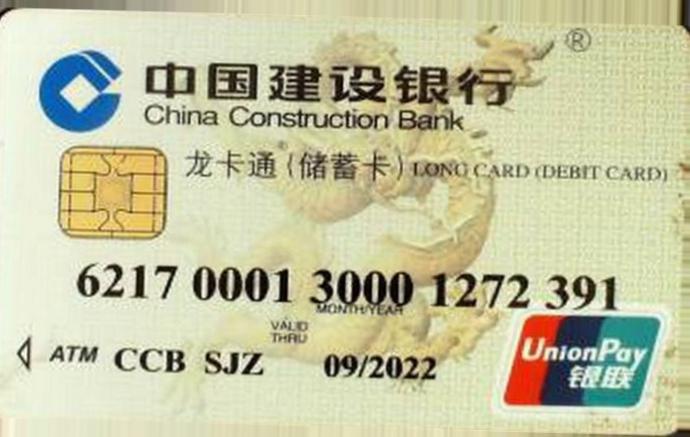 ®
中国建设银行
China Construction Bank
龙卡通(储蓄卡) LONG CARD (DEBIT CARD)
6217 0001 3000 1272 391
MONTH/YEAR
VALID
THRU
ATM CCB SJZ 09/2022
UnionPay
银联